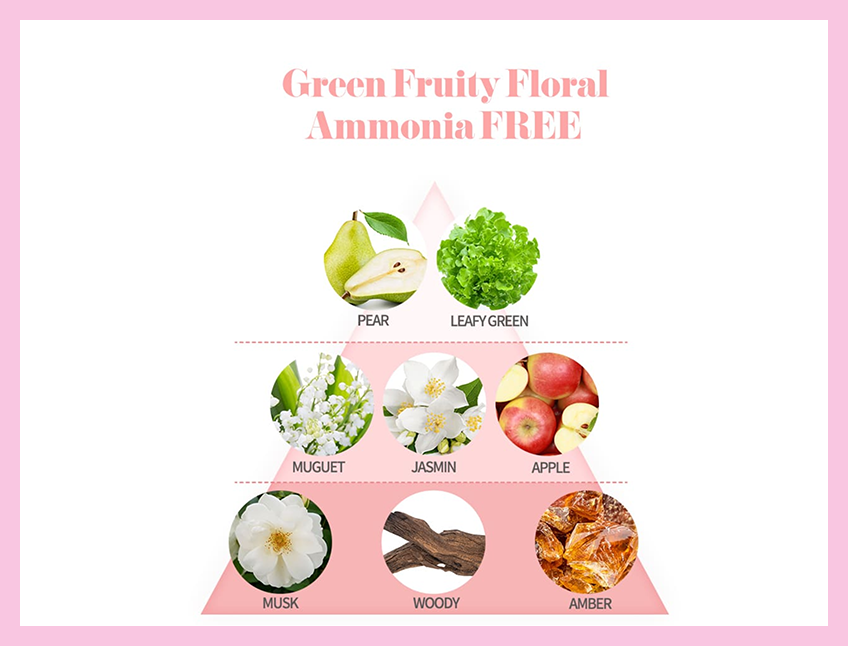 Green Fruity Floral
Ammonia FREE
PEAR
LEAFY GREEN
MUGUET
JASMIN
APPLE
MUSK
WOODY
AMBER